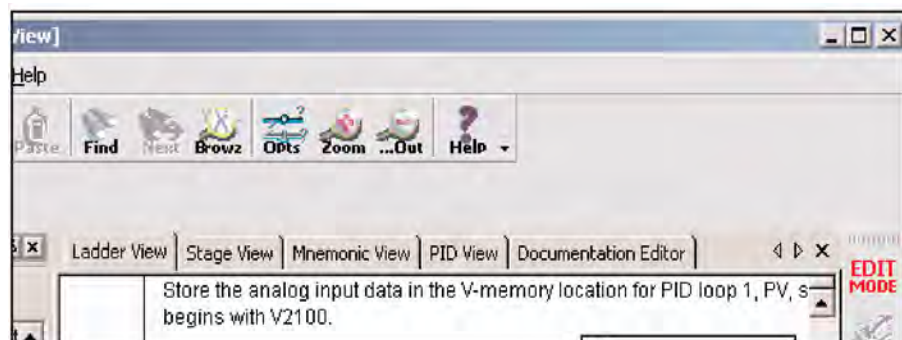 View]
Help
Paste Find Next Browz Opts Zoom ...Out Help
Ladder View Stage View Mnemonic View PID View Documentation Editor
EDIT
MODE
Store the analog input data in the V-memory location for PID loop 1, PV, s
begins with V2100.